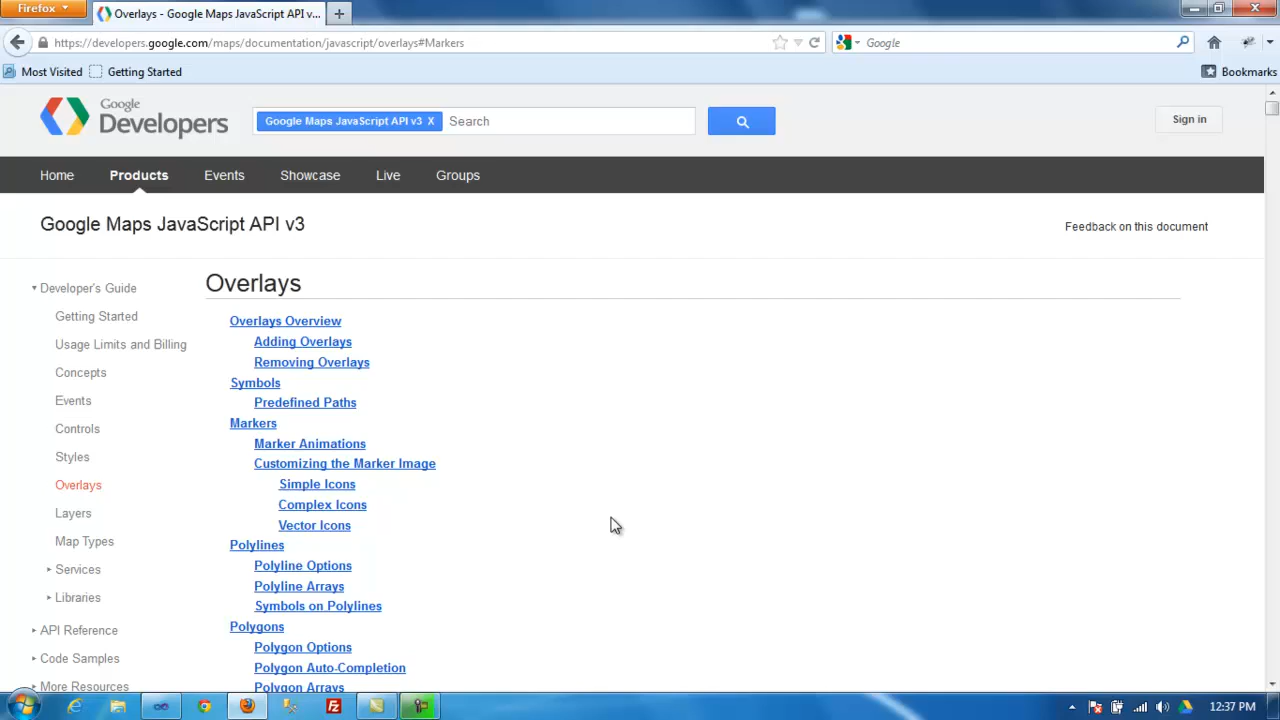 Firefox
Overlays - Google Maps JavaScript API v...
https://developers.google.com/maps/documentation/javascript/overlays#Markers
Google
Most Visited
Getting Started
Bookmarks
Google Developers
Google Maps JavaScript API v3 X
Search
Sign in
Home
Products
Events
Showcase
Live
Groups
Google Maps JavaScript API v3
Feedback on this document
Developer's Guide
Getting Started
Usage Limits and Billing
Concepts
Events
Controls
Styles
Overlays
Layers
Map Types
Services
Libraries
API Reference
Code Samples
More Resources
Overlays
Overlays Overview
Adding Overlays
Removing Overlays
Symbols
Predefined Paths
Markers
Marker Animations
Customizing the Marker Image
Simple Icons
Complex Icons
Vector Icons
Polylines
Polyline Options
Polyline Arrays
Symbols on Polylines
Polygons
Polygon Options
Polygon Auto-Completion
Polygon Arrays
12:37 PM